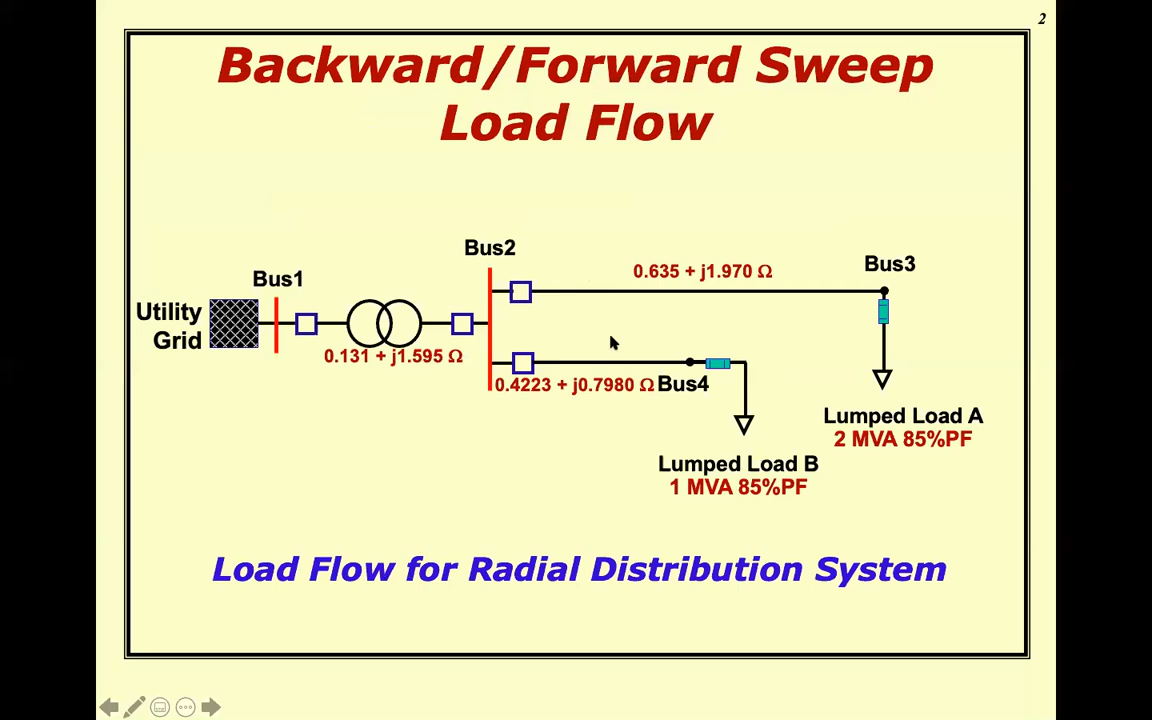 2
Backward/Forward Sweep
Load Flow
Bus2
Bus1
0.635 + j1.970 Ω
Bus3
Utility
Grid
0.131 + j1.595 Ω
0.4223 + j0.7980 Ω Bus4
Lumped Load A
2 MVA 85%PF
Lumped Load B
1 MVA 85%PF
Load Flow for Radial Distribution System